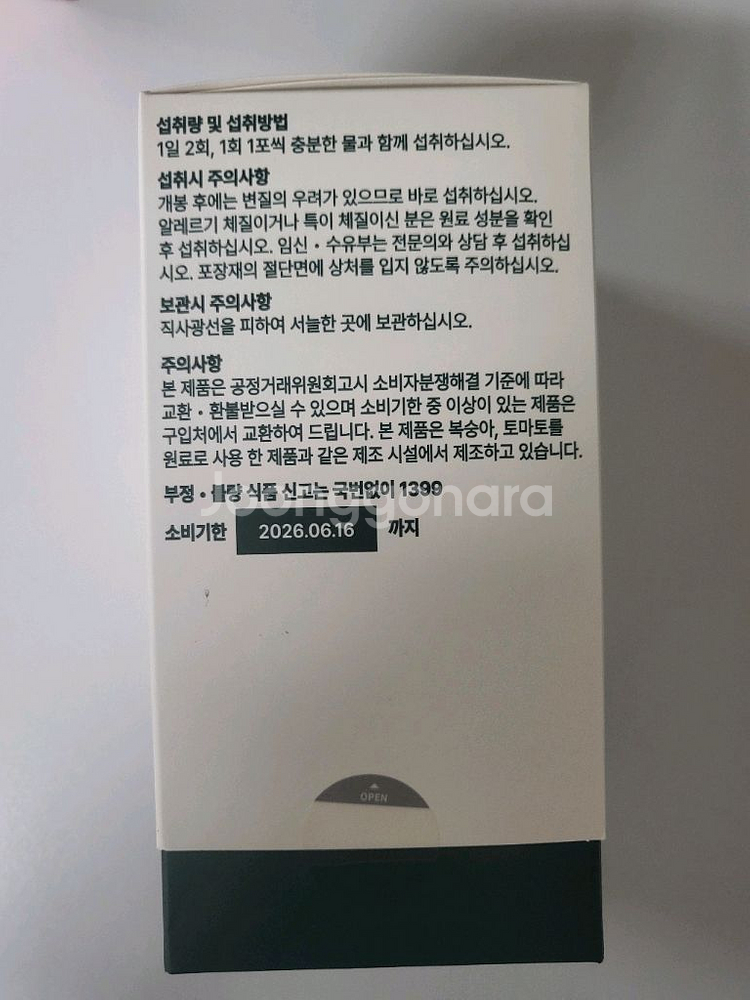 섭취량 및 섭취방법
1일 2회, 1회 1포씩 충분한 물과 함께 섭취하십시오.
섭취시 주의사항
개봉 후에는 변질의 우려가 있으므로 바로 섭취하십시오.
알레르기 체질이거나 특이 체질이신 분은 원료 성분을 확인
후 섭취하십시오. 임신 • 수유부는 전문의와 상담 후 섭취하십
시오. 포장재의 절단면에 상처를 입지 않도록 주의하십시오.
보관시 주의사항
직사광선을 피하여 서늘한 곳에 보관하십시오.
주의사항
본 제품은 공정거래위원회고시 소비자분쟁해결 기준에 따라
교환 • 환불받으실 수 있으며 소비기한 중 이상이 있는 제품은
구입처에서 교환하여 드립니다. 본 제품은 복숭아, 토마토를
원료로 사용 한 제품과 같은 제조 시설에서 제조하고 있습니다.
부정 • 불량 식품 신고는 국번없이 1399
Joonggonara
소비기한 2026.06.16 까지
OPEN